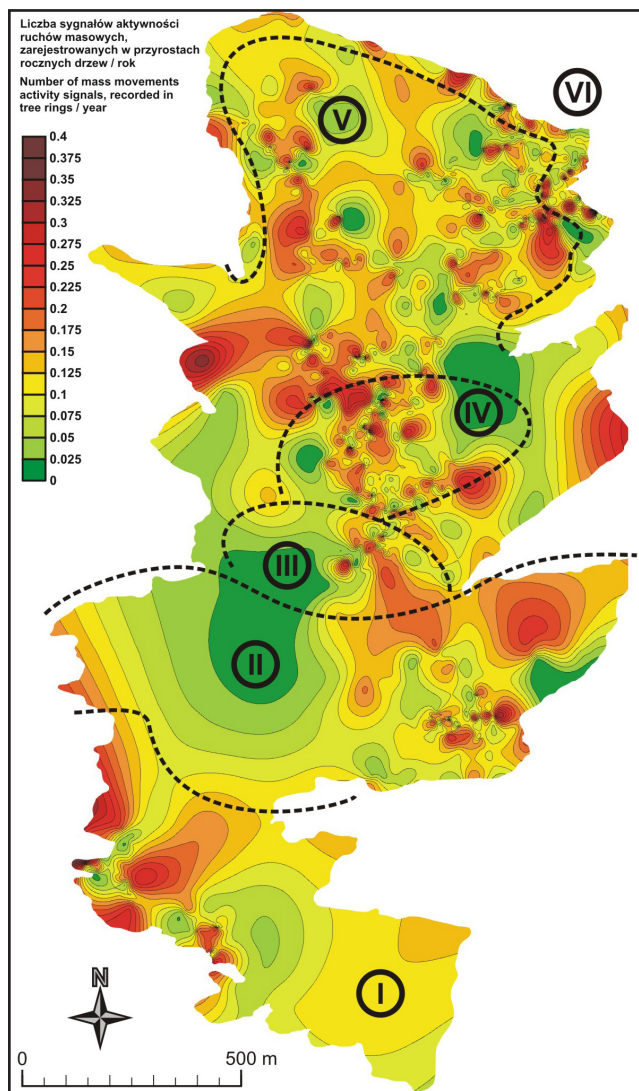 Liczba sygnałów aktywności
ruchów masowych,
zarejestrowanych w przyrostach
rocznych drzew / rok
Number of mass movements
activity signals, recorded in
tree rings / year
0.4
0.375
0.35
0.325
0.3
0.275
0.25
0.225
0.2
0.175
0.15
0.125
0.1
0.075
0.05
0.025
0
VI
V
IV
III
II
I
N
0
500 m